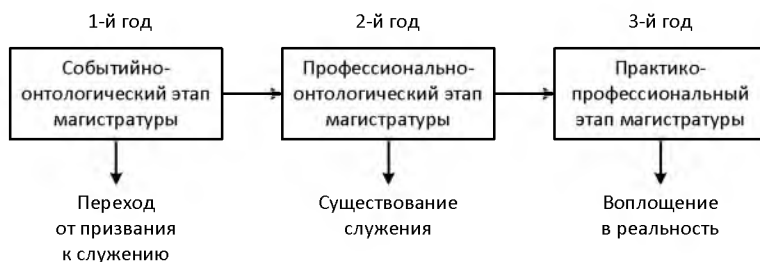 1-й год
2-й год
3-й год
Событийно-
онтологический этап
магистратуры
Профессионально-
онтологический этап
магистратуры
Практико-
профессиональный
этап магистратуры
Переход
от призвания
к служению
Существование
служения
Воплощение
в реальность